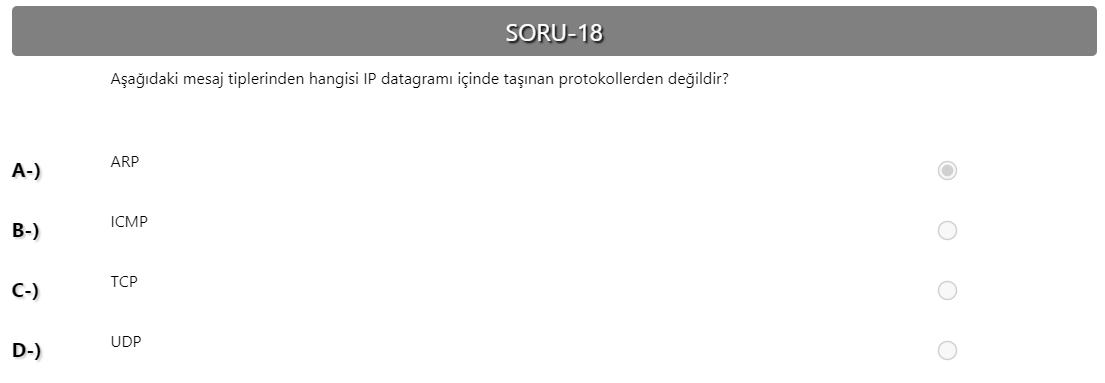 SORU-18
Aşağıdaki mesaj tiplerinden hangisi IP datagramı içinde taşınan protokollerden değildir?
A-) ARP
B-) ICMP
C-) TCP
D-) UDP